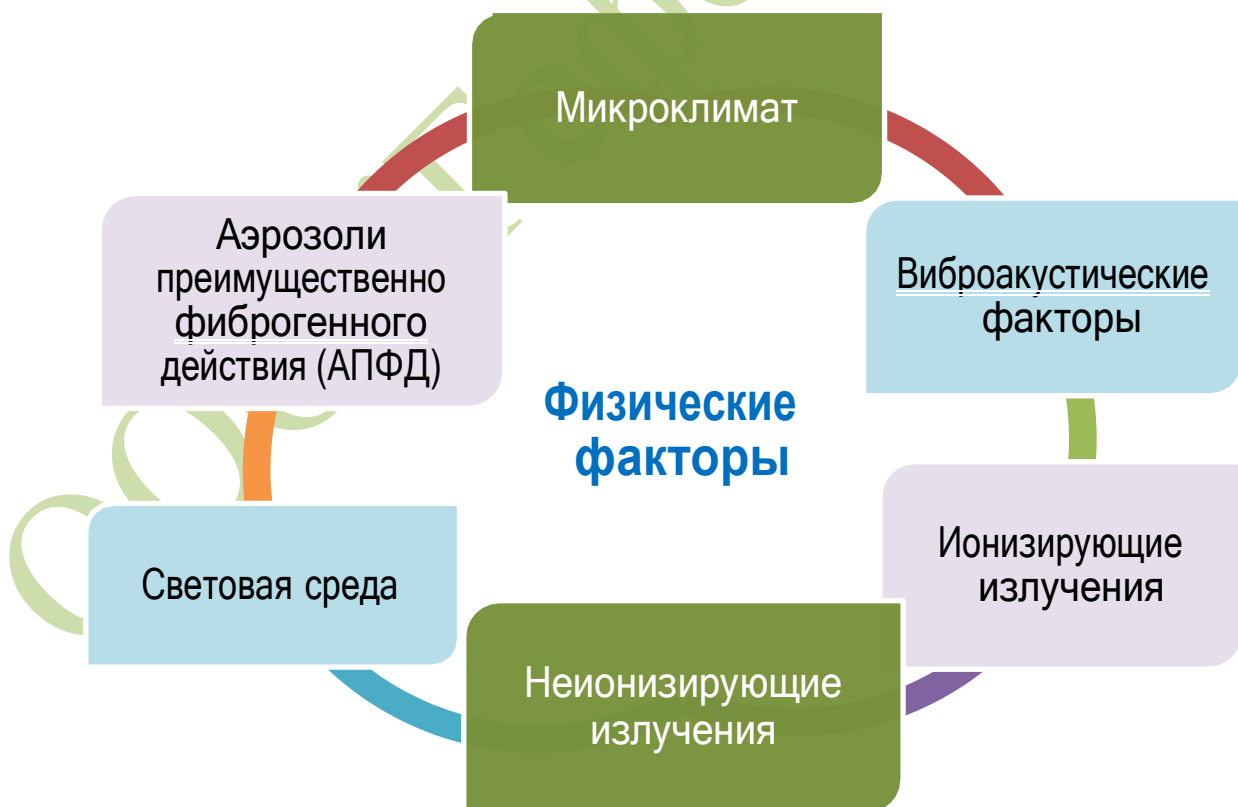 Микроклимат
Виброакустические
факторы
Ионизирующие
излучения
Неионизирующие
излучения
Световая среда
Аэрозоли
преимущественно
фиброгенного
действия (АПФД)
Физические
факторы